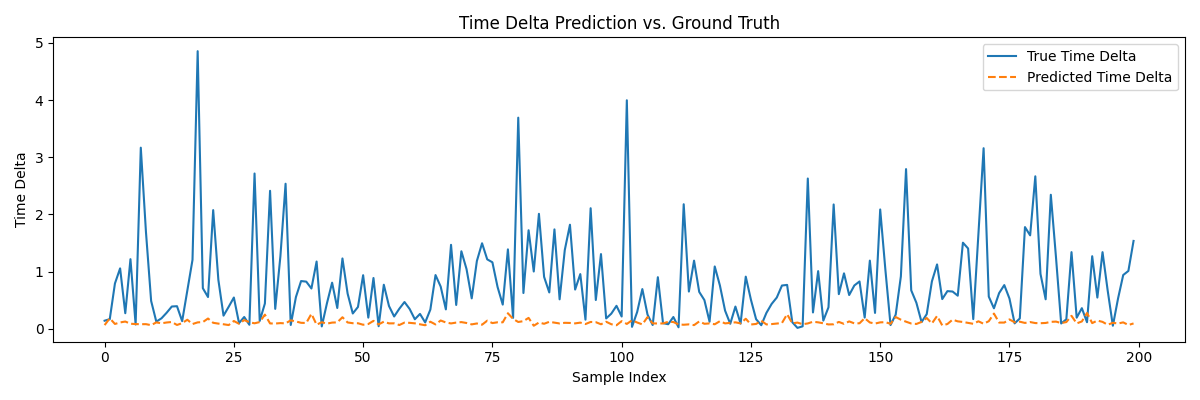 Time Delta Prediction vs. Ground Truth
True Time Delta
Predicted Time Delta
Time Delta
5
4
3
2
1
0
0 25 50 75 100 125 150 175 200
Sample Index